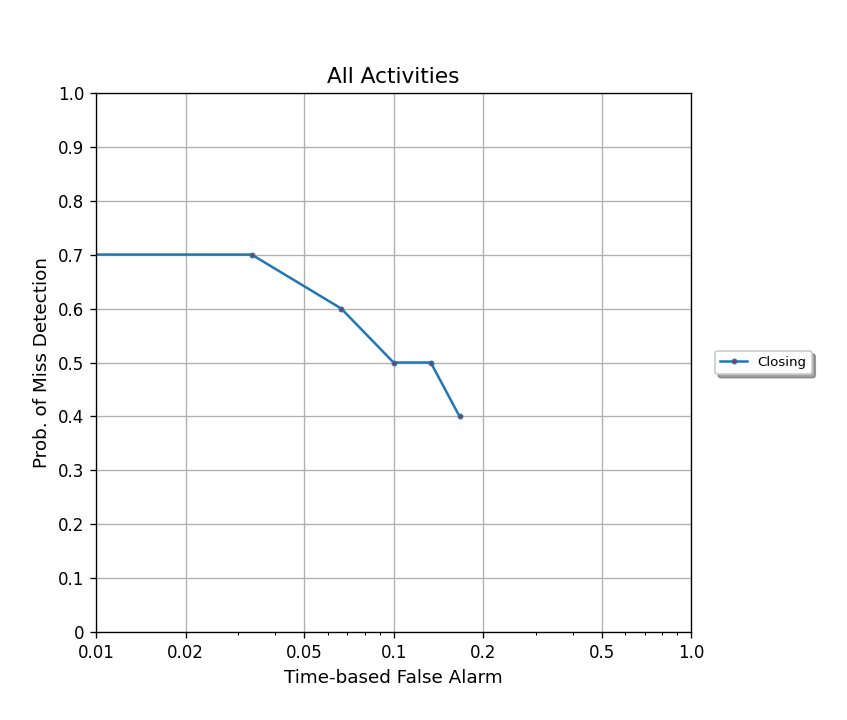 All Activities
1.0
0.9
0.8
0.7
0.6
0.5
0.4
0.3
0.2
0.1
0
Prob. of Miss Detection
0.01 0.02 0.05 0.1 0.2 0.5 1.0
Time-based False Alarm
Closing